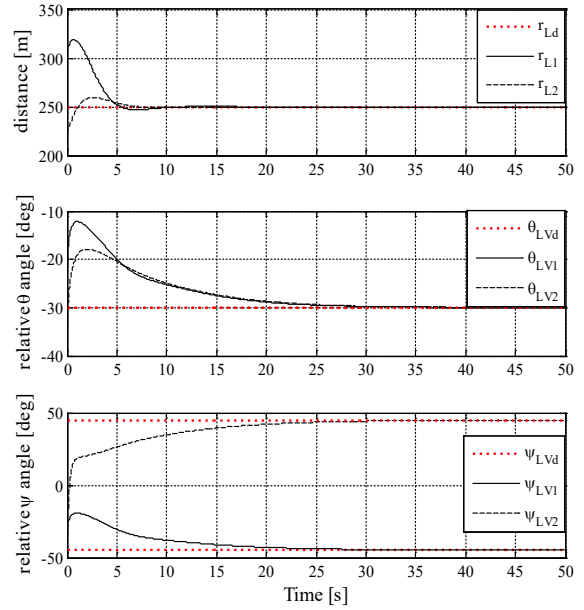 350
300
250
200
distance [m]
r_Ld
r_L1
r_L2
0 5 10 15 20 25 30 35 40 45 50
-10
-20
-30
-40
relative θ angle [deg]
θ_LVd
θ_LV1
θ_LV2
0 5 10 15 20 25 30 35 40 45 50
50
0
-50
relative ψ angle [deg]
ψ_LVd
ψ_LV1
ψ_LV2
0 5 10 15 20 25 30 35 40 45 50
Time [s]